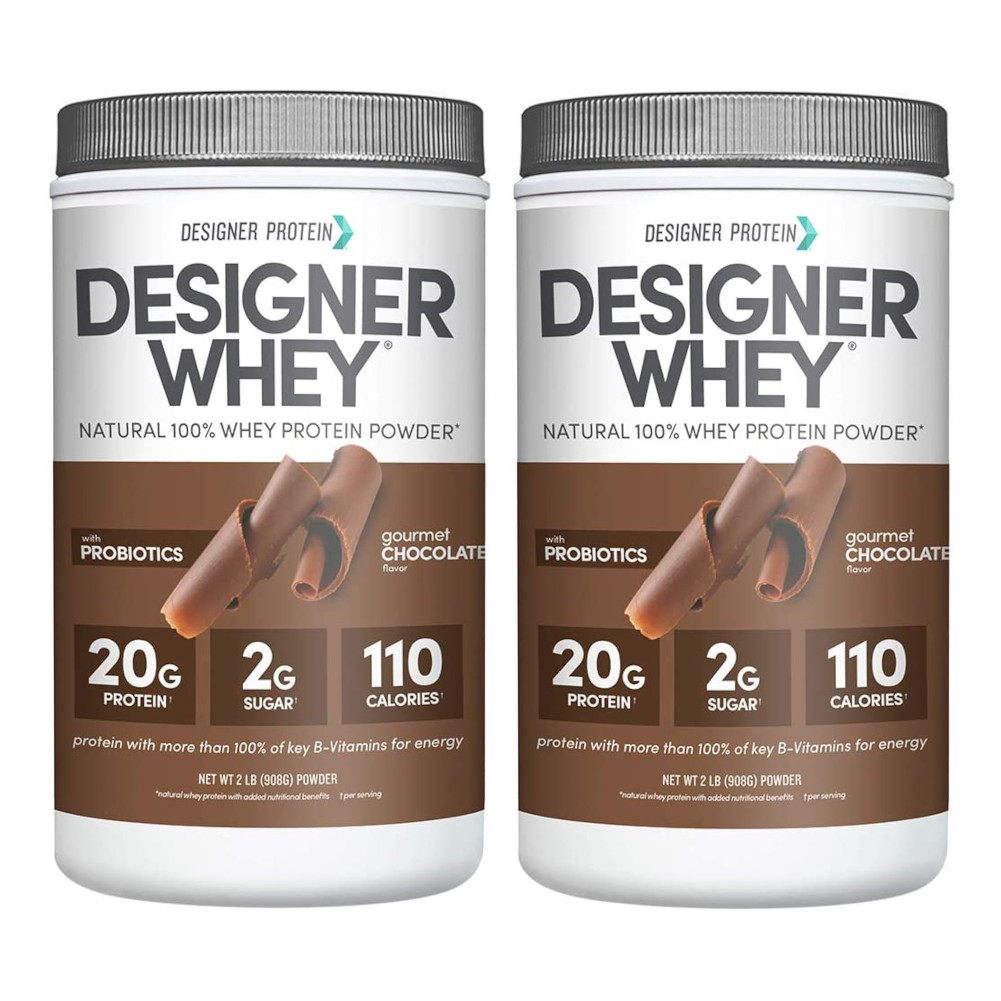 DESIGNER PROTEIN
DESIGNER
WHEY®
NATURAL 100% WHEY PROTEIN POWDER*
with
PROBIOTICS
gourmet
CHOCOLATE
flavor
20G
PROTEIN†
2G
SUGAR†
110
CALORIES†
protein with more than 100% of key B-Vitamins for energy
NET WT 2 LB (908G) POWDER
*natural whey protein with added nutritional benefits †per serving
DESIGNER PROTEIN
DESIGNER
WHEY®
NATURAL 100% WHEY PROTEIN POWDER*
with
PROBIOTICS
gourmet
CHOCOLATE
flavor
20G
PROTEIN†
2G
SUGAR†
110
CALORIES†
protein with more than 100% of key B-Vitamins for energy
NET WT 2 LB (908G) POWDER
*natural whey protein with added nutritional benefits †per serving